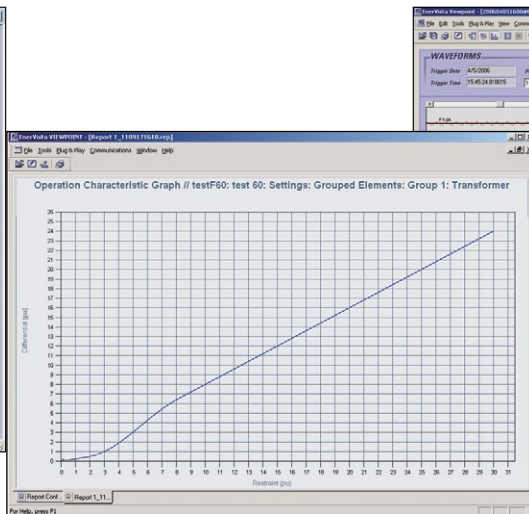 EnerVista Viewpoint - [200604051600#
File Edit Tools Plug & Play View
WAVEFORMS
Trigger Date 4/5/2006
Trigger Time 15:45:24.810615
EnerVista VIEWPOINT - [Report 1_1109171610.rep]
File Tools Plug & Play Communications Window Help
Operation Characteristic Graph // testF60: test 60: Settings: Grouped Elements: Group 1: Transformer
26
25
24
23
22
21
20
19
18
17
16
15
14
13
12
11
10
9
8
7
6
5
4
3
2
1
0
Differential (pu)
0 1 2 3 4 5 6 7 8 9 10 11 12 13 14 15 16 17 18 19 20 21 22 23 24 25 26 27 28 29 30 31
Restraint (pu)
Report Conf... Report 1_11...
For Help, press F1